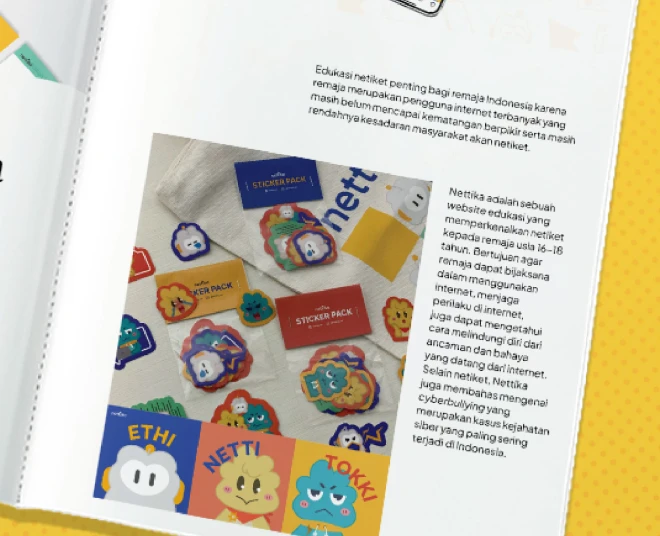 Edukasi netiket penting bagi remaja Indonesia karena
remaja merupakan pengguna internet terbanyak yang
masih belum mencapai kematangan berpikir serta masih
rendahnya kesadaran masyarakat akan netiket.
STICKER PACK
nett
KER PACK
STICKER PACK
ETHI
NETTI
TOKKI
Nettika adalah sebuah
website edukasi yang
memperkenalkan netiket
kepada remaja usia 16-18
tahun. Bertujuan agar
remaja dapat bijaksana
dalam menggunakan
internet, menjaga
perilaku di internet,
juga dapat mengetahui
cara melindungi diri dari
ancaman dan bahaya
yang datang dari internet.
Selain netiket, Nettika
juga membahas mengenai
cyberbullying yang
merupakan kasus kejahatan
siber yang paling sering
terjadi di Indonesia.